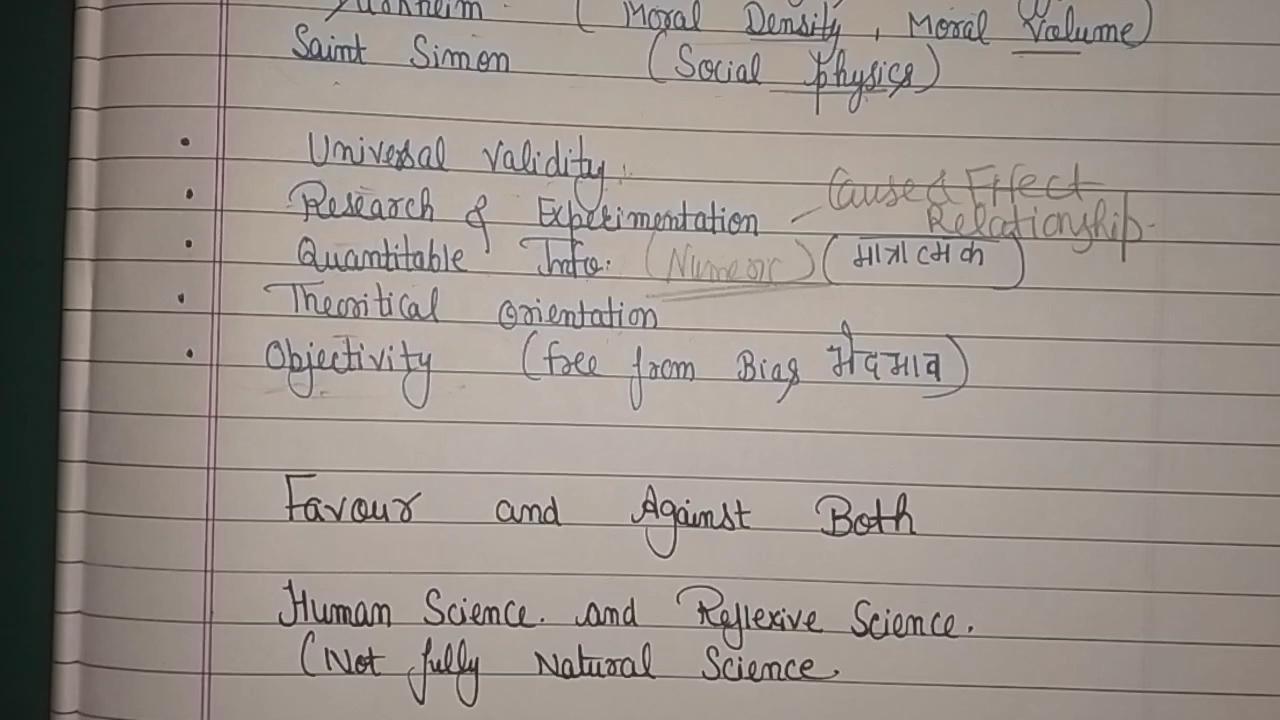 ( Moral Density, Moral Volume)
Saint Simon (Social Physics)
• Universal Validity.
• Research & Experimentation – Cause & Effect Relationship.
• Quantitable Info. (Numeric) (मात्रात्मक)
• Theoritical Orientation
• Objectivity (free from Bias भेदभाव)
Favour and Against Both
Human Science. and Reflexive Science.
(Not fully Natural Science.